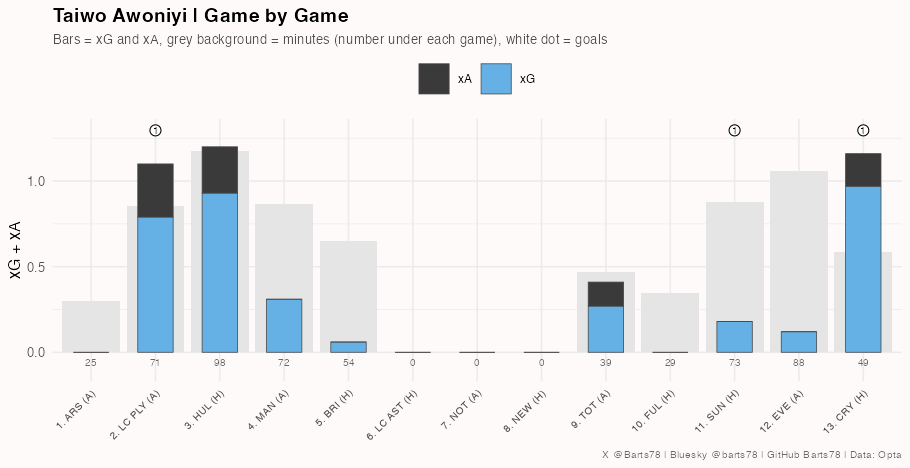 Taiwo Awoniyi | Game by Game
Bars = xG and xA, grey background = minutes (number under each game), white dot = goals
xA xG
1 1 1
xG + xA
1.0
0.5
0.0
25 71 98 72 54 0 0 0 39 29 73 88 49
1. ARS (A)
2. LC PLY (A)
3. HUL (H)
4. MAN (A)
5. BRI (H)
6. LC AST (H)
7. NOT (A)
8. NEW (H)
9. TOT (A)
10. FUL (H)
11. SUN (H)
12. EVE (A)
13. CRY (H)
X @Barts78 | Bluesky @barts78 | GitHub Barts78 | Data: Opta